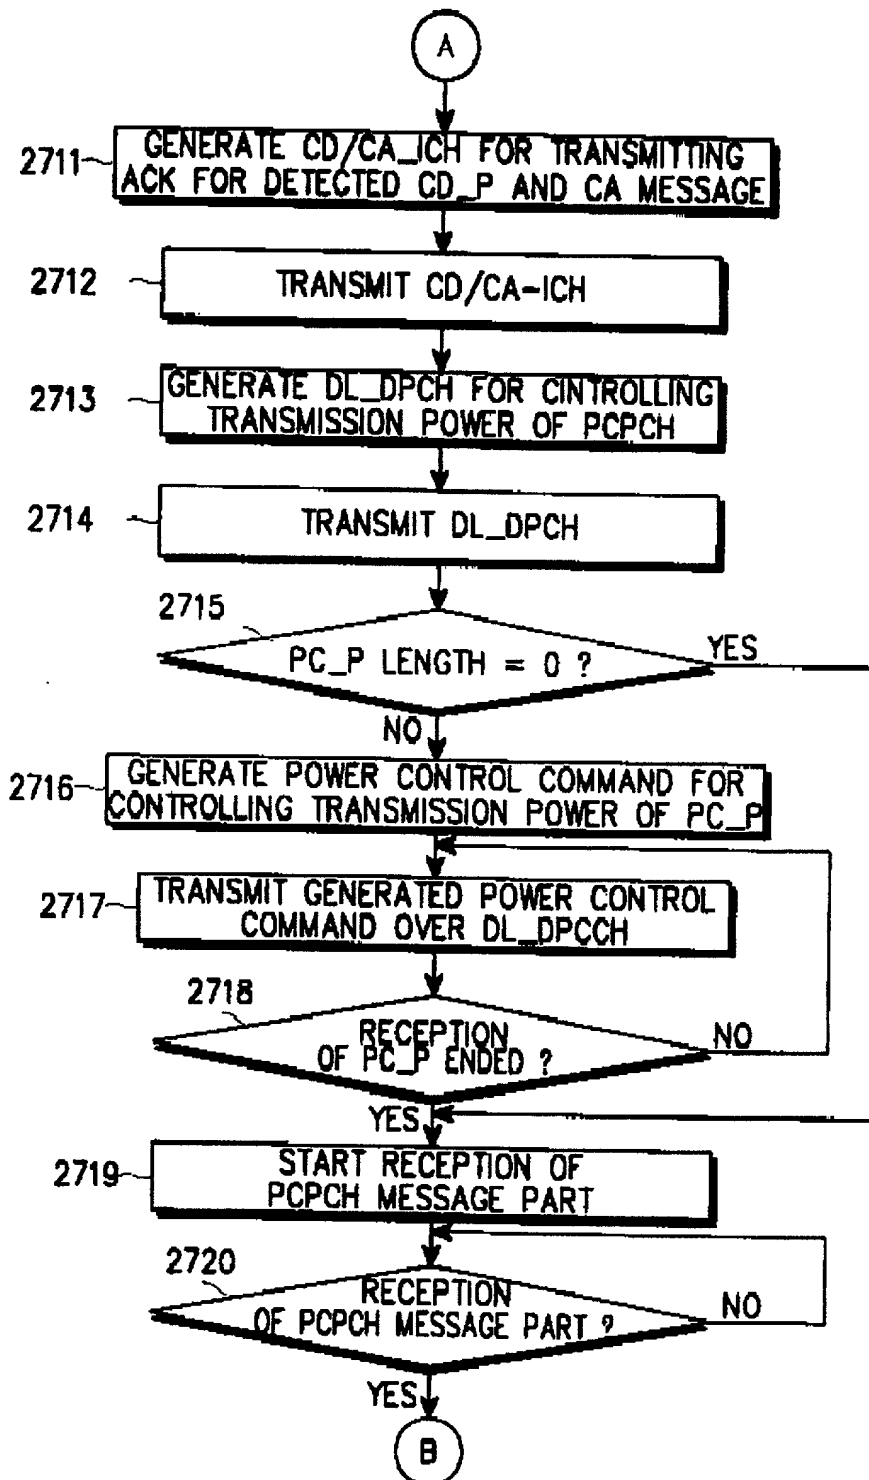 A
2711
GENERATE CD/CA_ICH FOR TRANSMITTING
ACK FOR DETECTED CD_P AND CA MESSAGE
2712
TRANSMIT CD/CA-ICH
2713
GENERATE DL_DPCH FOR CINTROLLING
TRANSMISSION POWER OF PCPCH
2714
TRANSMIT DL_DPCH
2715
PC_P LENGTH = 0 ?
YES
NO
2716
GENERATE POWER CONTROL COMMAND FOR
CONTROLLING TRANSMISSION POWER OF PC_P
2717
TRANSMIT GENERATED POWER CONTROL
COMMAND OVER DL_DPCCH
2718
RECEPTION
OF PC_P ENDED ?
NO
YES
2719
START RECEPTION OF
PCPCH MESSAGE PART
2720
RECEPTION
OF PCPCH MESSAGE PART ?
NO
YES
B